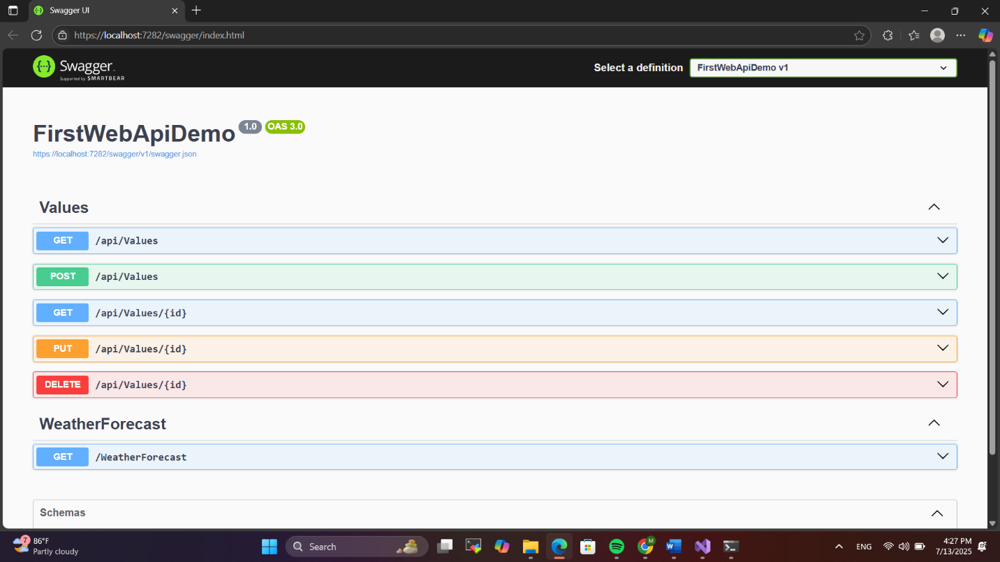 Swagger UI
https://localhost:7282/swagger/index.html
Swagger
Supported by SMARTBEAR
Select a definition
FirstWebApiDemo v1
FirstWebApiDemo 1.0 OAS 3.0
https://localhost:7282/swagger/v1/swagger.json
Values
GET /api/Values
POST /api/Values
GET /api/Values/{id}
PUT /api/Values/{id}
DELETE /api/Values/{id}
WeatherForecast
GET /WeatherForecast
Schemas
7
86°F
Partly cloudy
Search
M
W
ENG
4:27 PM
7/13/2025